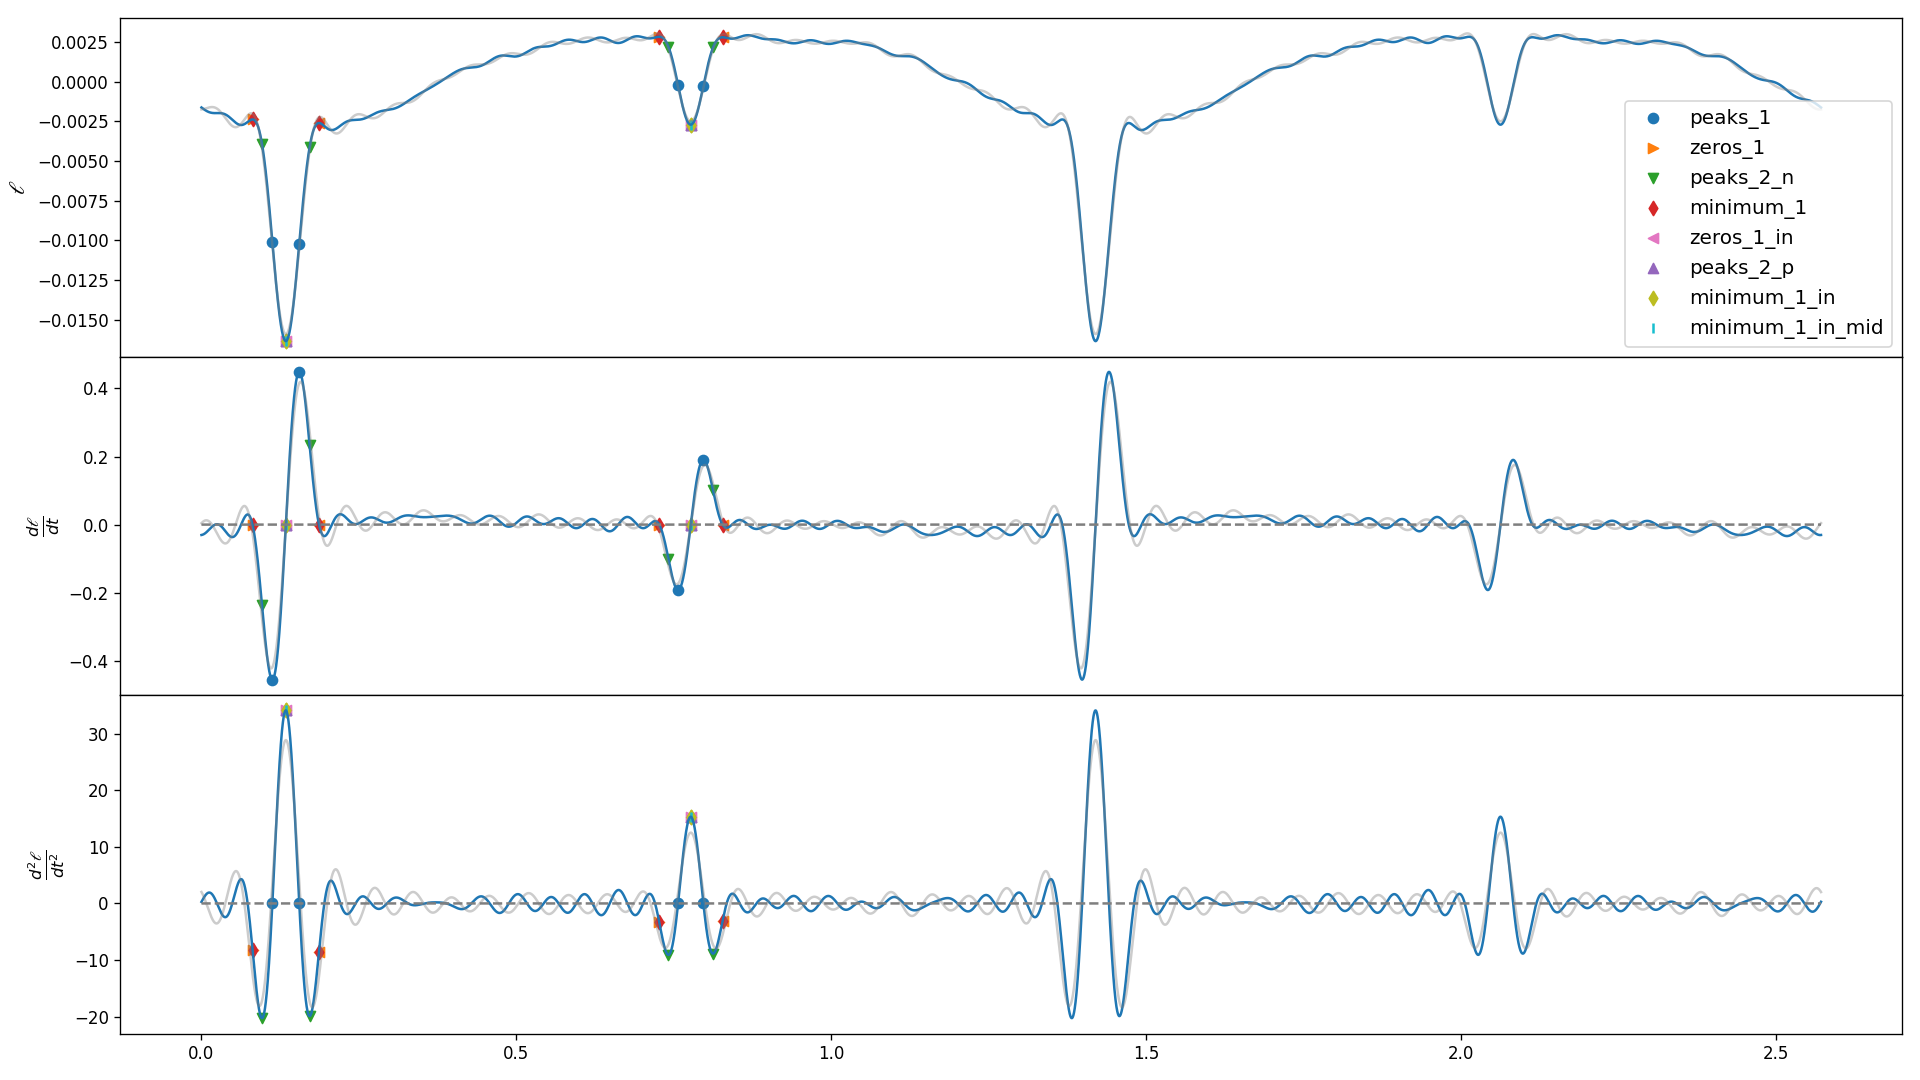 0.0025
0.0000
−0.0025
−0.0050
−0.0075
−0.0100
−0.0125
−0.0150
ℓ
peaks_1
zeros_1
peaks_2_n
minimum_1
zeros_1_in
peaks_2_p
minimum_1_in
minimum_1_in_mid
0.4
0.2
0.0
−0.2
−0.4
dℓ
dt
30
20
10
0
−10
−20
d²ℓ
dt²
0.0 0.5 1.0 1.5 2.0 2.5